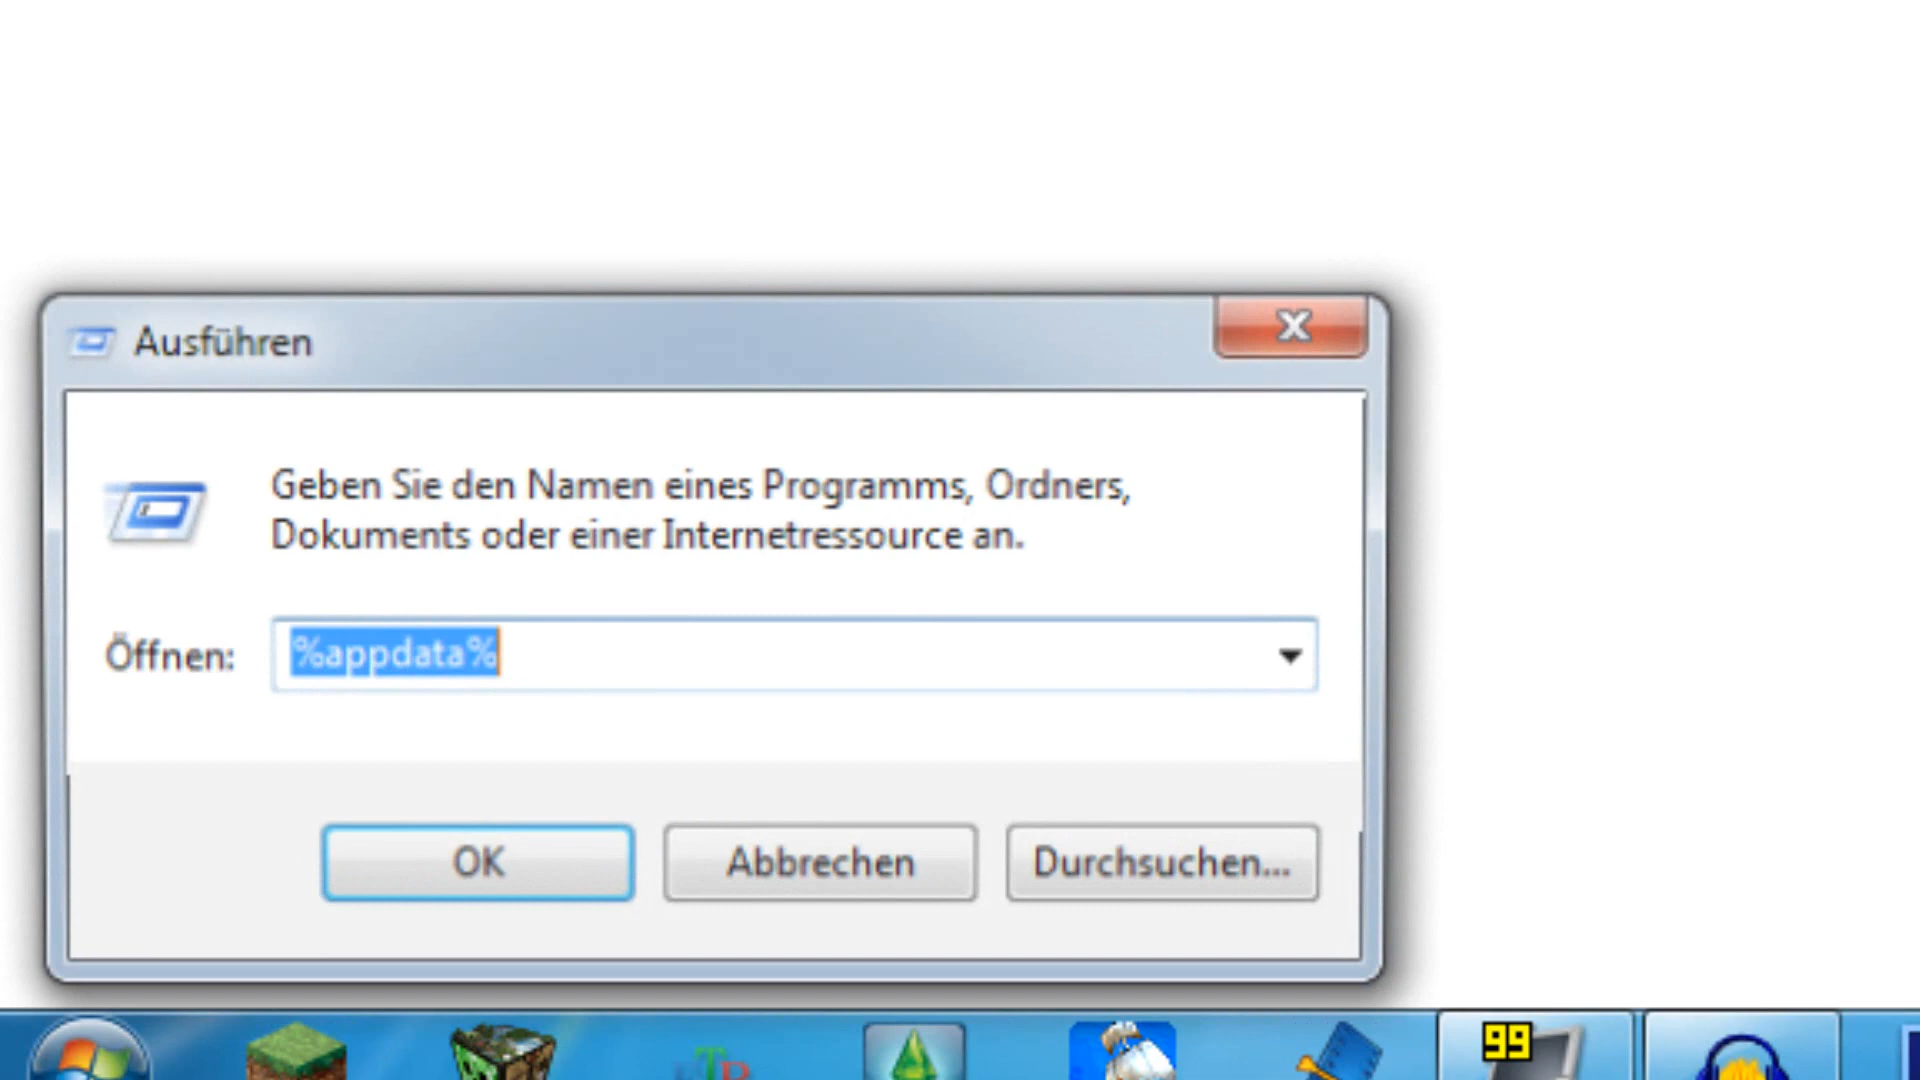 Ausführen
Geben Sie den Namen eines Programms, Ordners,
Dokuments oder einer Internetressource an.
Öffnen: %appdata%
OK Abbrechen Durchsuchen...
99